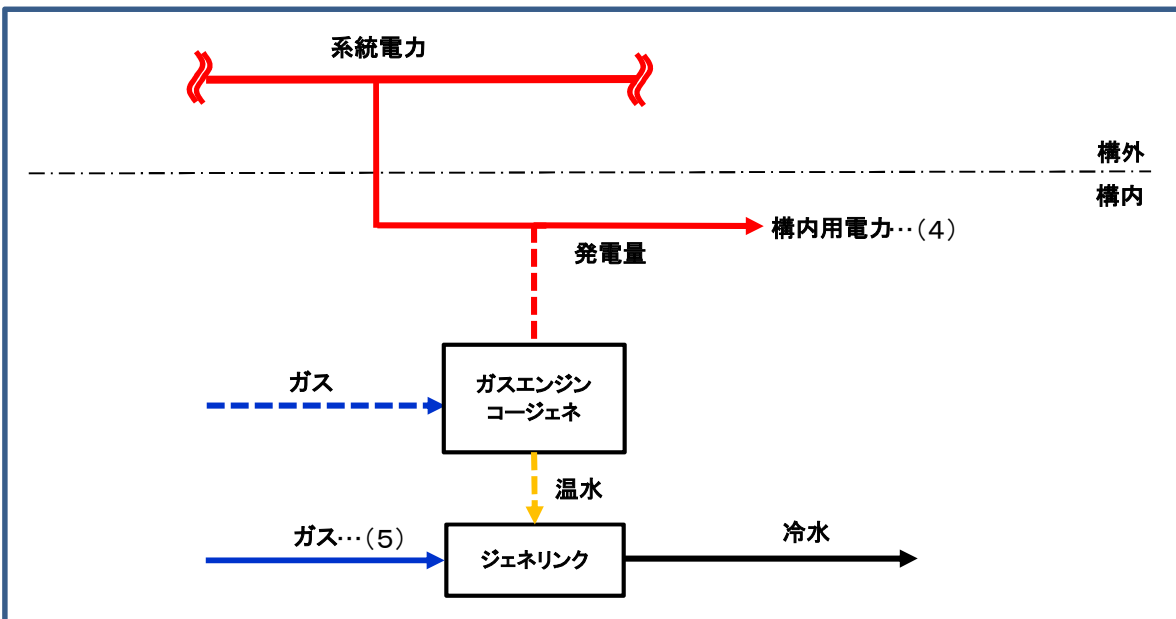 系統電力
構外
構内
構内用電力…(4)
発電量
ガス
ガスエンジン
コージェネ
温水
ガス…(5)
ジェネリンク
冷水